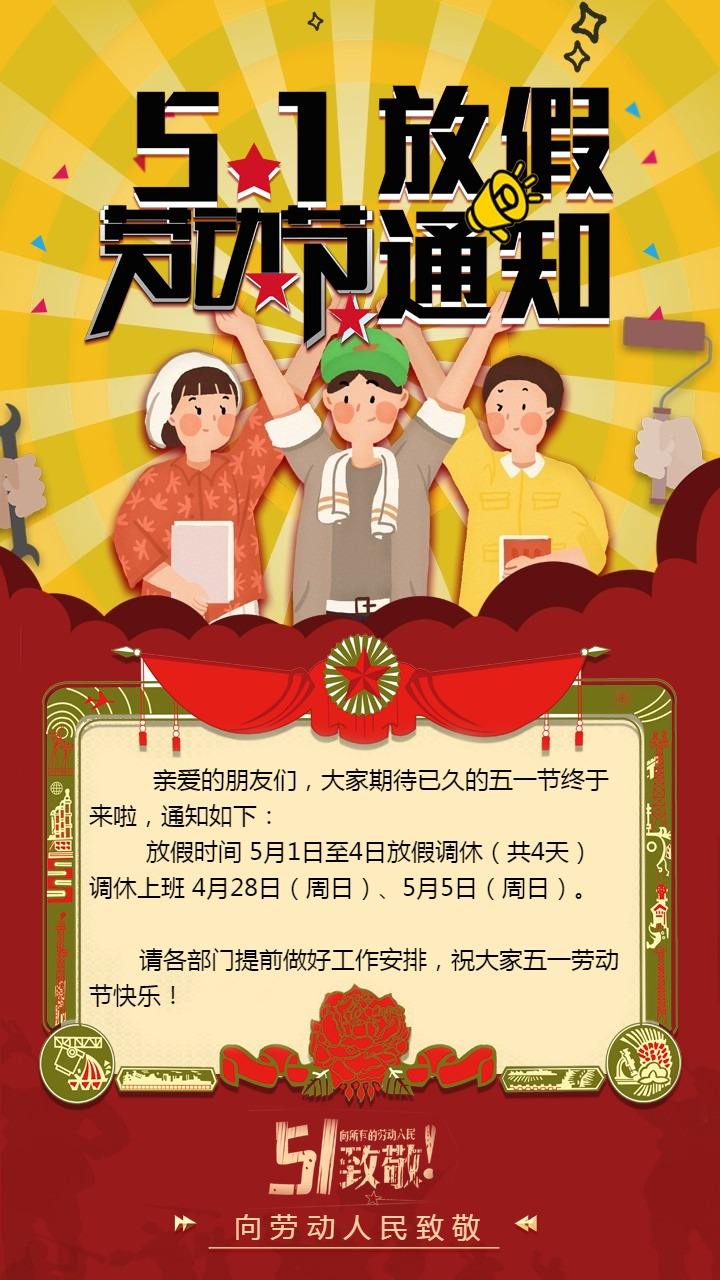 5 1 放假
劳动节通知
亲爱的朋友们，大家期待已久的五一节终于
来啦，通知如下：
放假时间 5月1日至4日放假调休（共4天）
调休上班 4月28日（周日）、5月5日（周日）。
请各部门提前做好工作安排，祝大家五一劳动
节快乐！
51 向所有的劳动人民
致敬！
向劳动人民致敬